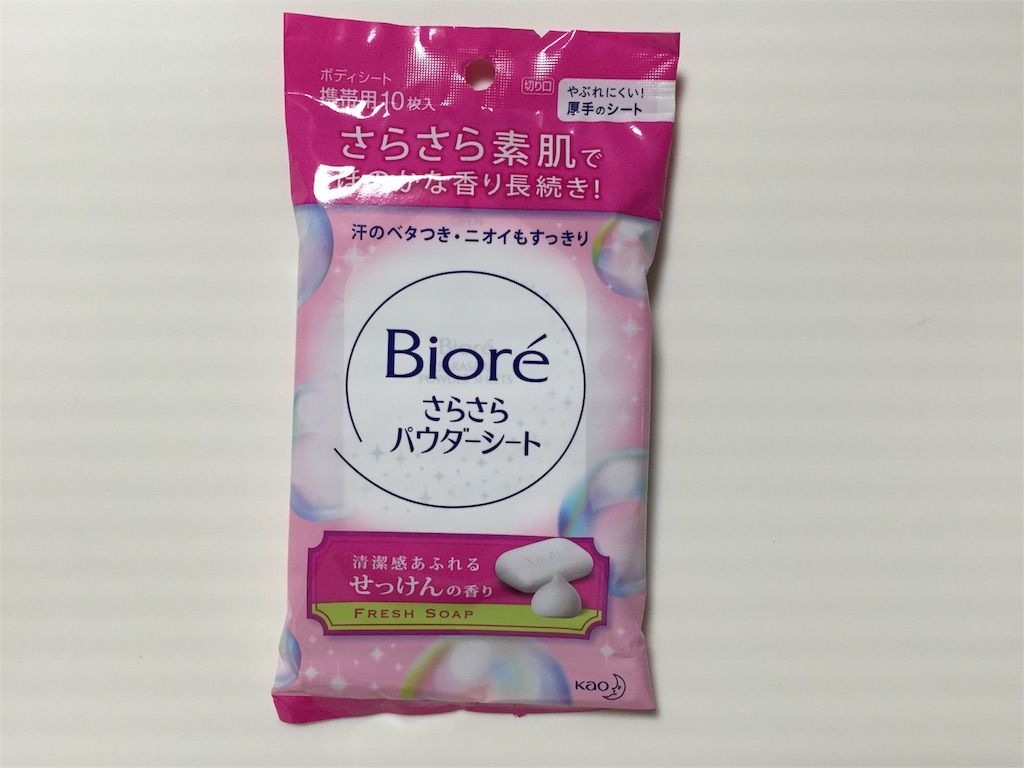 ボディシート
携帯用10枚入
切り口
やぶれにくい!
厚手のシート
さらさら素肌で
ほのかな香り長続き!
OPEN
汗のベタつき・ニオイもすっきり
Bioré
さらさら
パウダーシート
清潔感あふれる
せっけんの香り
FRESH SOAP
Kao